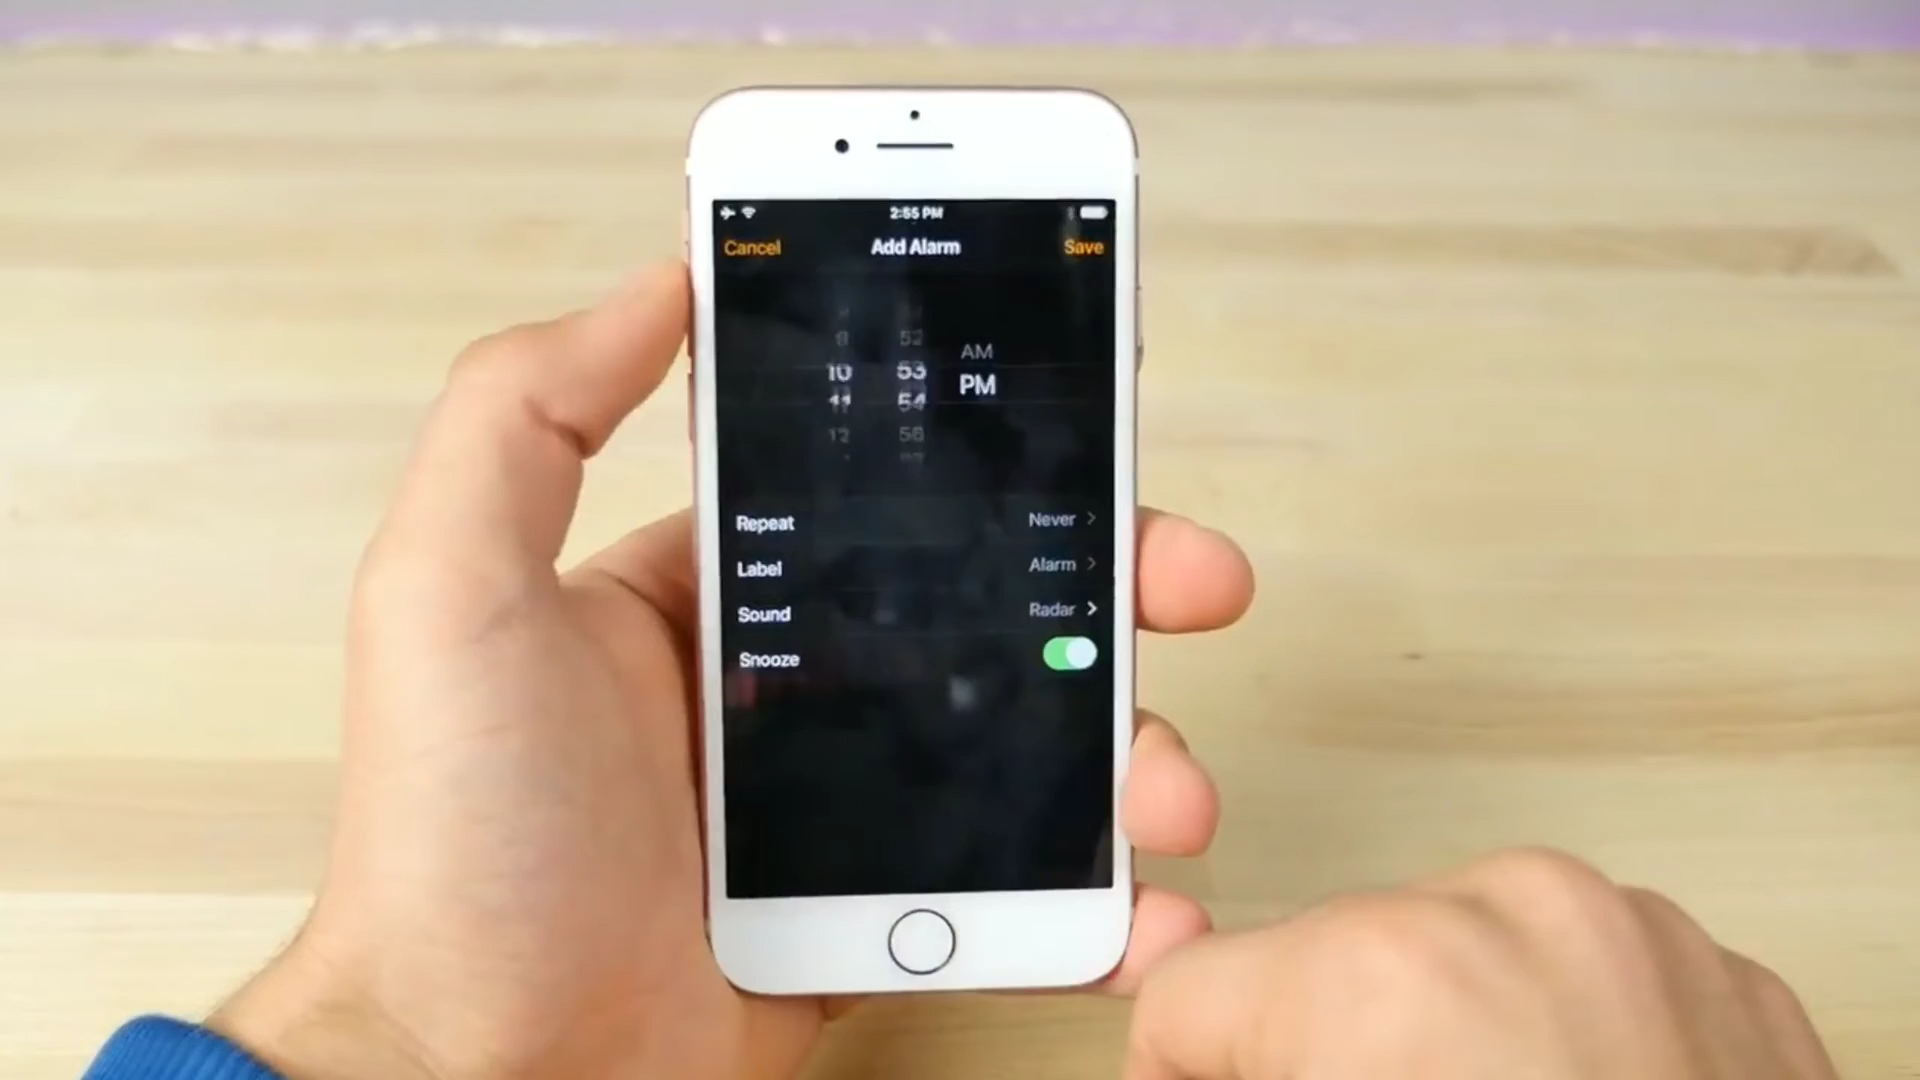 2:55 PM
Cancel Add Alarm Save
52
AM
10 53
PM
11 54
12
Repeat Never
Label Alarm
Sound Radar
Snooze